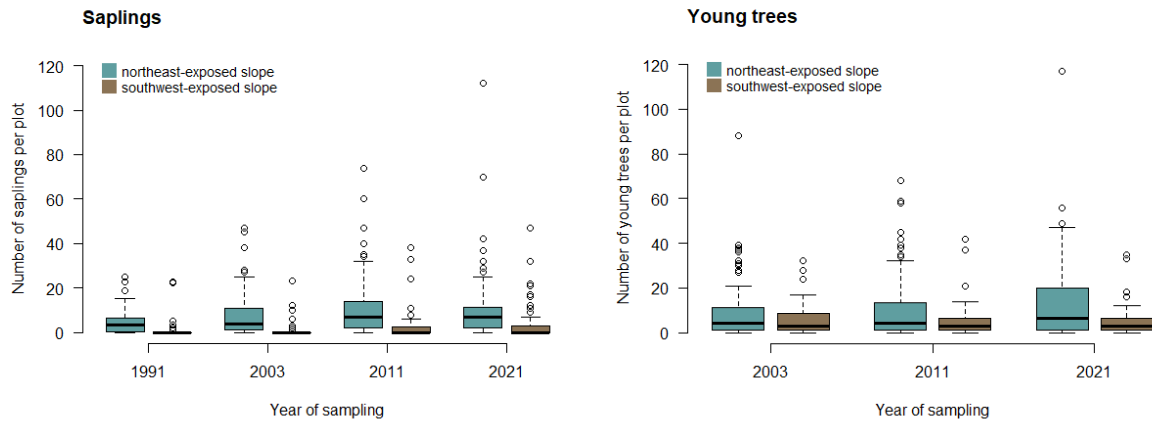 Saplings
northeast-exposed slope
southwest-exposed slope
Number of saplings per plot
120
100
80
60
40
20
0
1991
2003
2011
2021
Year of sampling
Young trees
northeast-exposed slope
southwest-exposed slope
Number of young trees per plot
120
100
80
60
40
20
0
2003
2011
2021
Year of sampling